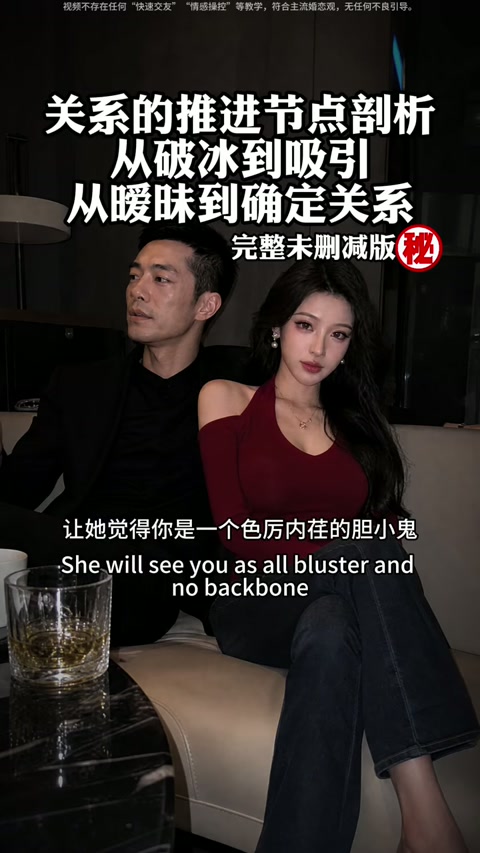 视频不存在任何“快速交友”“情感操控”等教学，符合主流婚恋观，无任何不良引导。
关系的推进节点剖析
从破冰到吸引
从暧昧到确定关系
完整未删减版 秘
让她觉得你是一个色厉内荏的胆小鬼
She will see you as all bluster and
no backbone